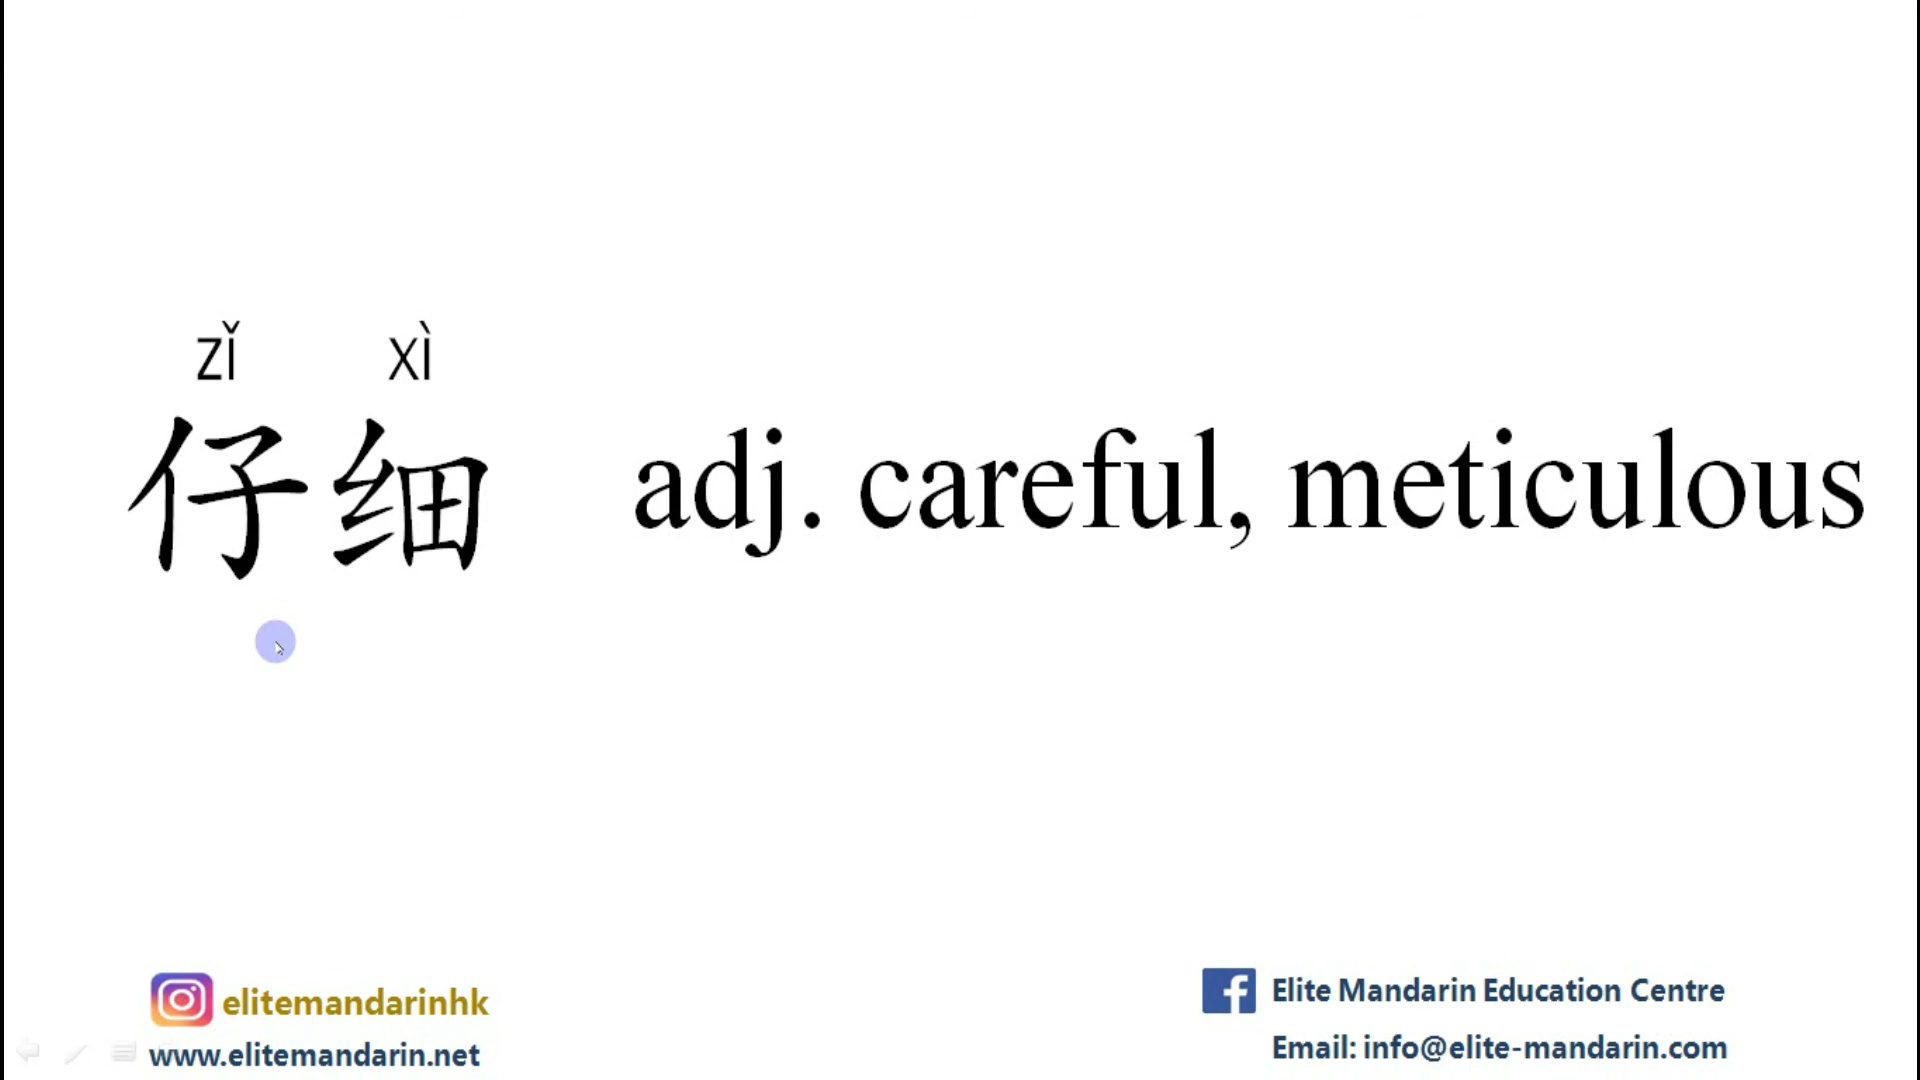 zǐ xì
仔细 adj. careful, meticulous
elitemandarinhk
www.elitemandarin.net
Elite Mandarin Education Centre
Email: info@elite-mandarin.com